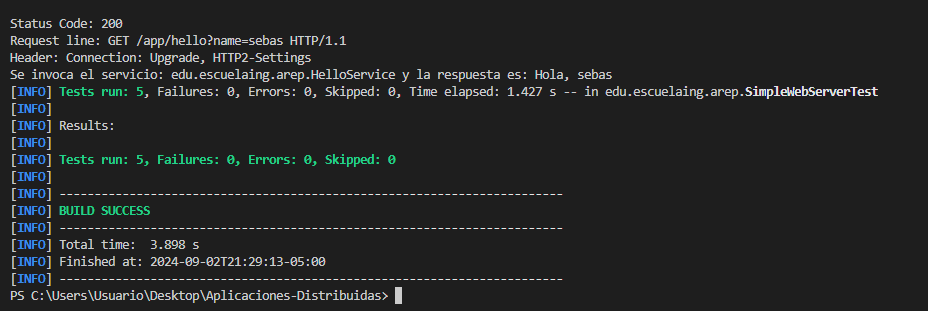 Status Code: 200
Request line: GET /app/hello?name=sebas HTTP/1.1
Header: Connection: Upgrade, HTTP2-Settings
Se invoca el servicio: edu.escuelaing.arep.HelloService y la respuesta es: Hola, sebas
[INFO] Tests run: 5, Failures: 0, Errors: 0, Skipped: 0, Time elapsed: 1.427 s -- in edu.escuelaing.arep.SimpleWebServerTest
[INFO]
[INFO] Results:
[INFO]
[INFO] Tests run: 5, Failures: 0, Errors: 0, Skipped: 0
[INFO]
[INFO] ------------------------------------------------------------------------
[INFO] BUILD SUCCESS
[INFO] ------------------------------------------------------------------------
[INFO] Total time:  3.898 s
[INFO] Finished at: 2024-09-02T21:29:13-05:00
[INFO] ------------------------------------------------------------------------
PS C:\Users\Usuario\Desktop\Aplicaciones-Distribuidas>